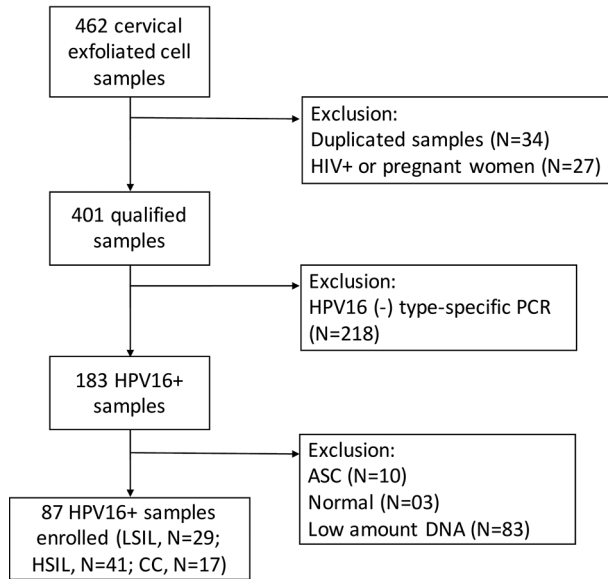 462 cervical
exfoliated cell
samples
Exclusion:
Duplicated samples (N=34)
HIV+ or pregnant women (N=27)
401 qualified
samples
Exclusion:
HPV16 (-) type-specific PCR
(N=218)
183 HPV16+
samples
Exclusion:
ASC (N=10)
Normal (N=03)
Low amount DNA (N=83)
87 HPV16+ samples
enrolled (LSIL, N=29;
HSIL, N=41; CC, N=17)